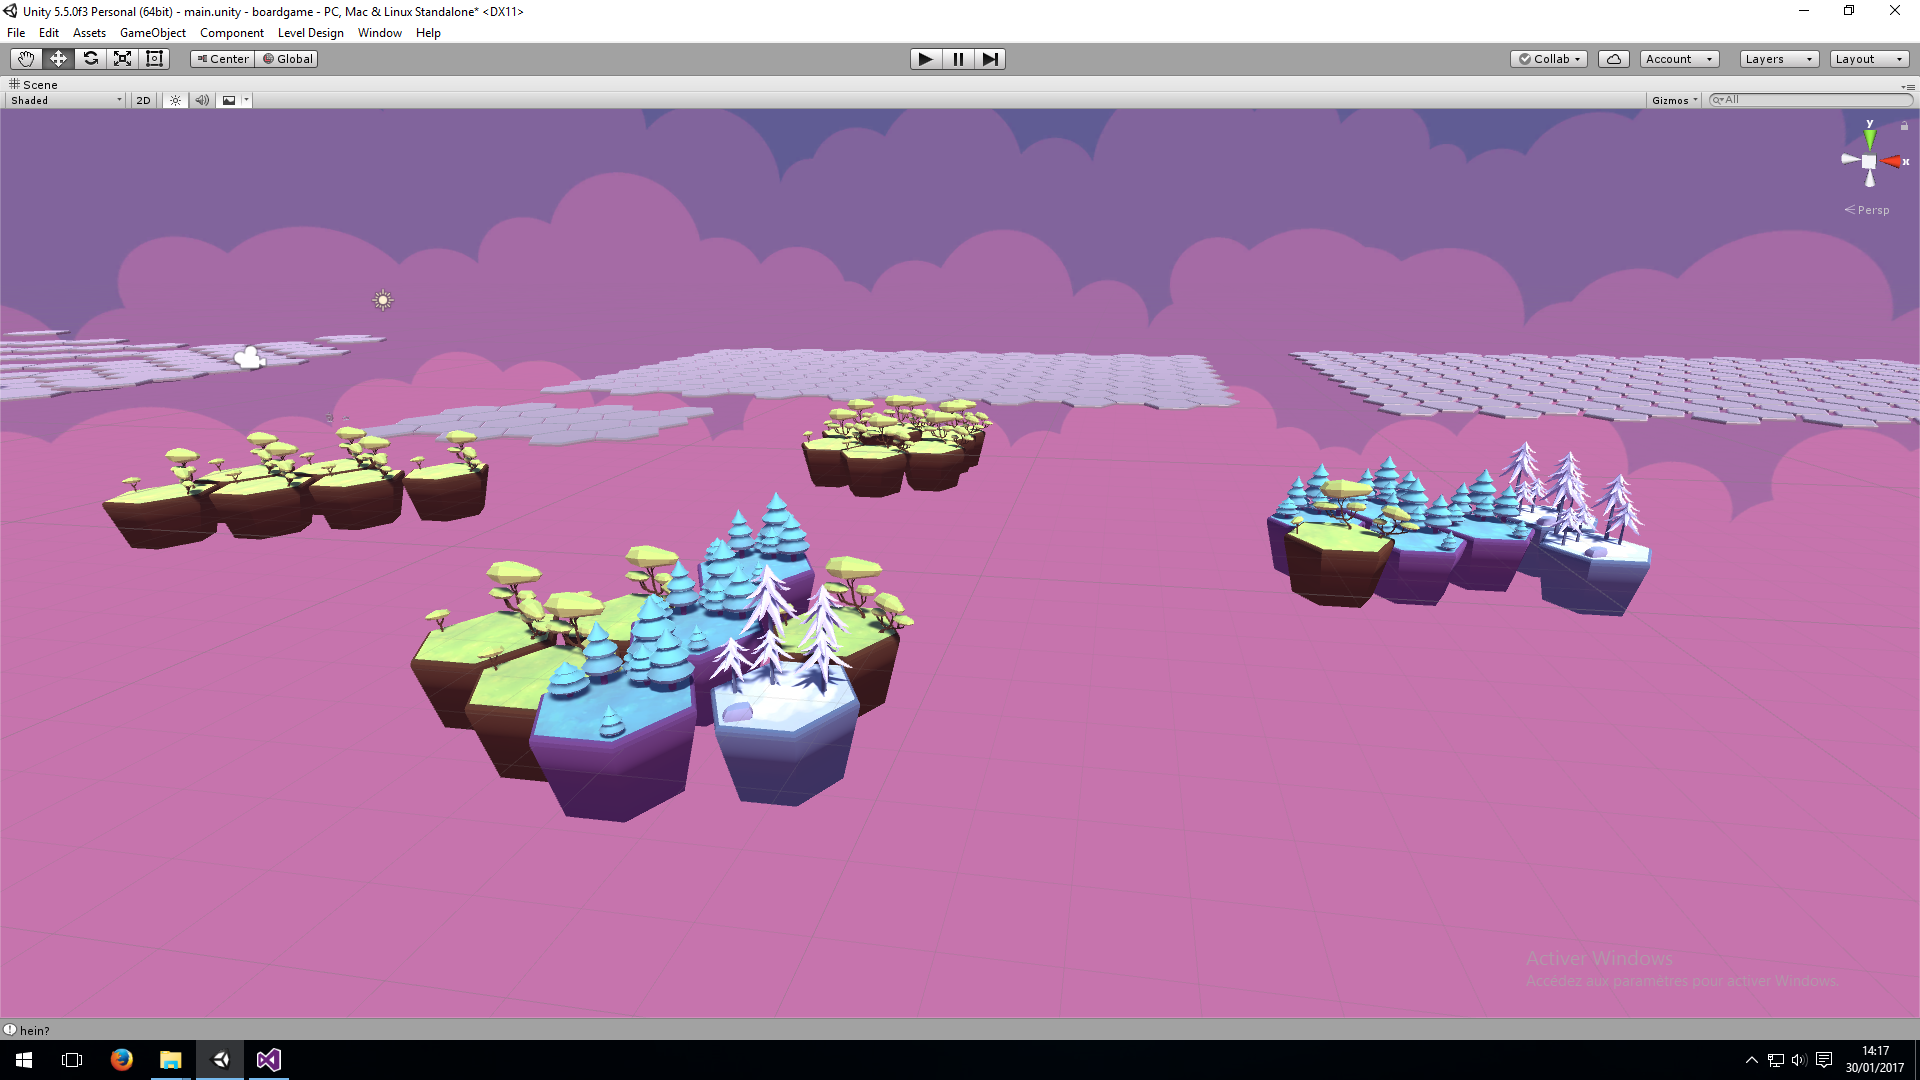 Unity 5.5.0f3 Personal (64bit) - main.unity - boardgame - PC, Mac & Linux Standalone* <DX11>
File Edit Assets GameObject Component Level Design Window Help
Center Global Collab Account Layers Layout
Scene
Shaded 2D Gizmos All
y
x
Persp
Activer Windows
Accédez aux paramètres pour activer Windows.
hein?
14:17
30/01/2017